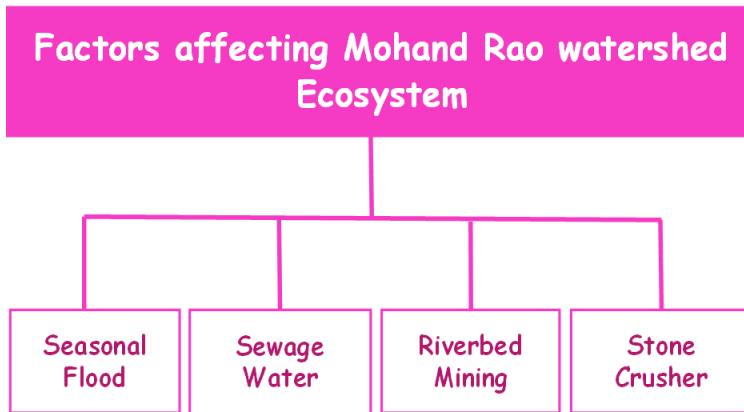 Factors affecting Mohand Rao watershed
Ecosystem
Seasonal
Flood
Sewage
Water
Riverbed
Mining
Stone
Crusher